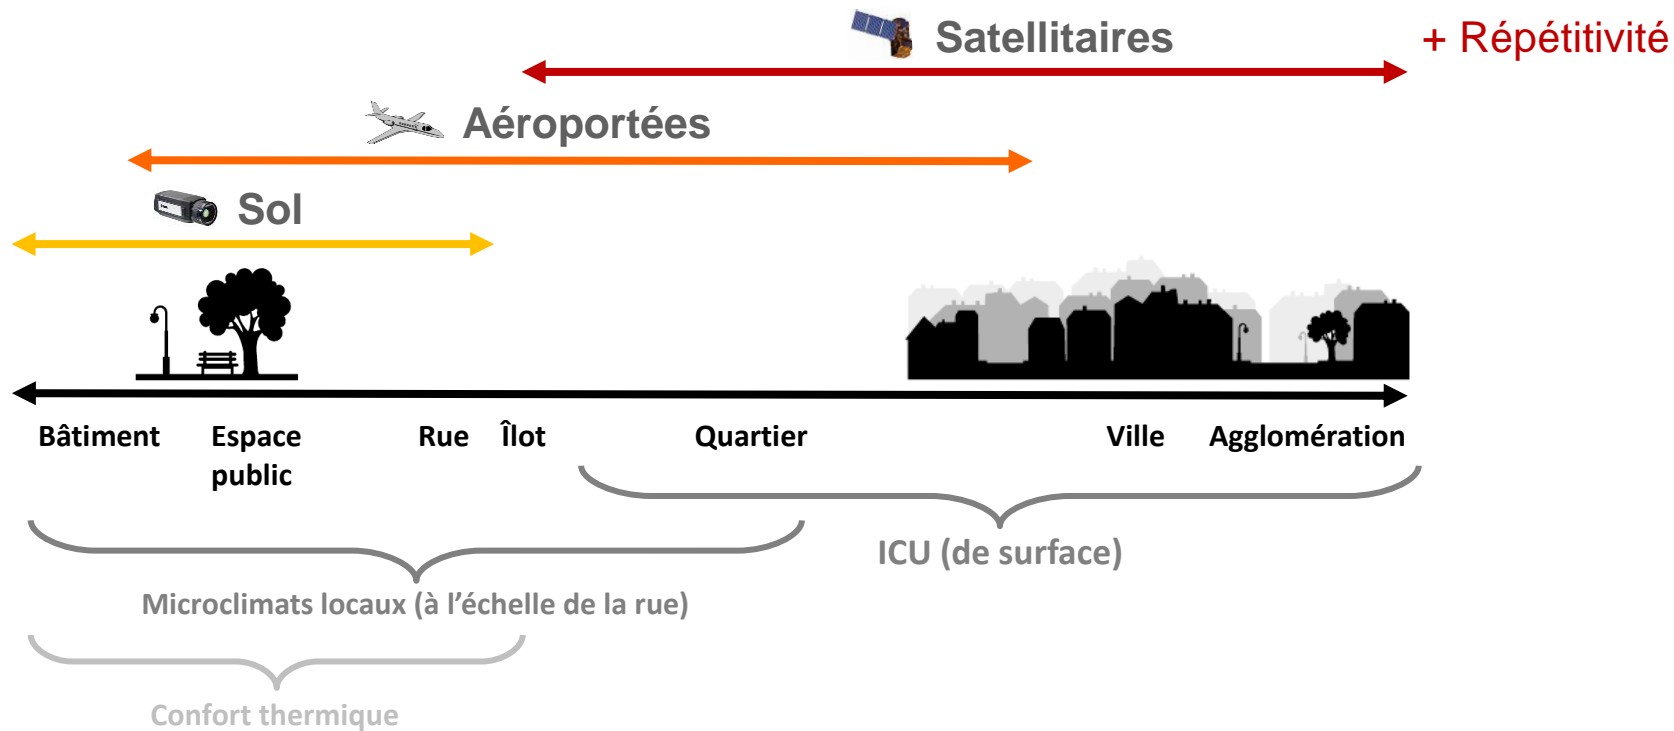 Satellitaires
+ Répétitivité
Aéroportées
Sol
Bâtiment
Espace
public
Rue
Îlot
Quartier
Ville
Agglomération
ICU (de surface)
Microclimats locaux (à l’échelle de la rue)
Confort thermique